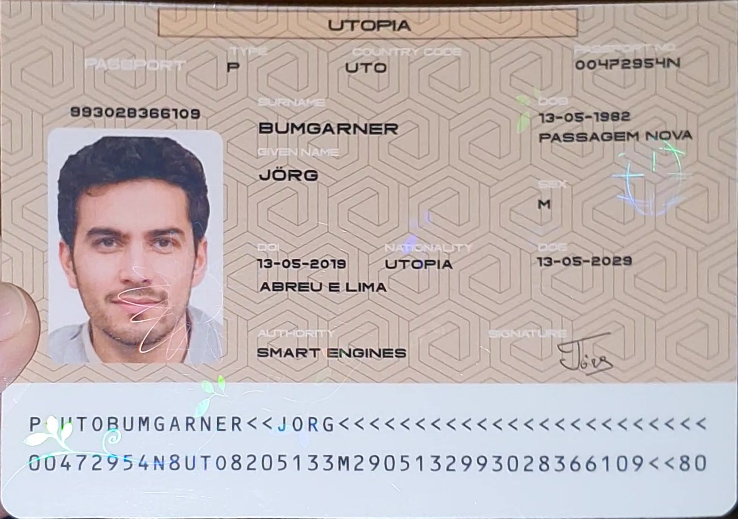 UTOPIA
PASSPORT
TYPE
P
COUNTRY CODE
UTO
PASSPORT NO.
004P2954N
993028366109
SURNAME
BUMGARNER
GIVEN NAME
JÖRG
DOB
13-05-1982
PASSAGEM NOVA
SEX
M
DOI
13-05-2019
ABREU E LIMA
NATIONALITY
UTOPIA
DOE
13-05-2029
AUTHORITY
SMART ENGINES
SIGNATURE
Jörg
P<UTOBUMGARNER<<JORG<<<<<<<<<<<<<<<<<<<<<<<<
00472954N8UTO8205133M2905132993028366109<<80